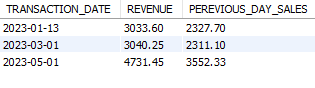 TRANSACTION_DATE REVENUE PEREVIOUS_DAY_SALES
2023-01-13 3033.60 2327.70
2023-03-01 3040.25 2311.10
2023-05-01 4731.45 3552.33